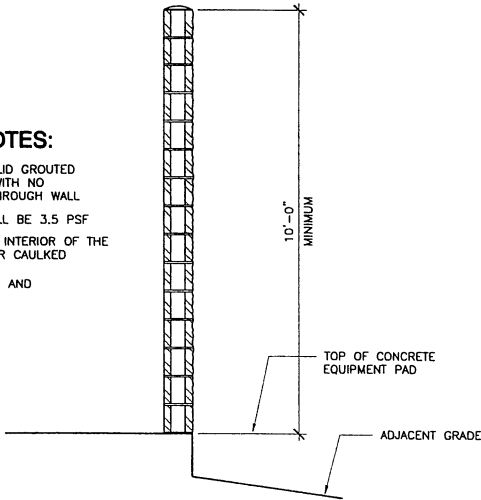 OTES:
LID GROUTED
WITH NO
HROUGH WALL
LL BE 3.5 PSF
INTERIOR OF THE
R CAULKED
AND
10'-0"
MINIMUM
TOP OF CONCRETE
EQUIPMENT PAD
ADJACENT GRADE